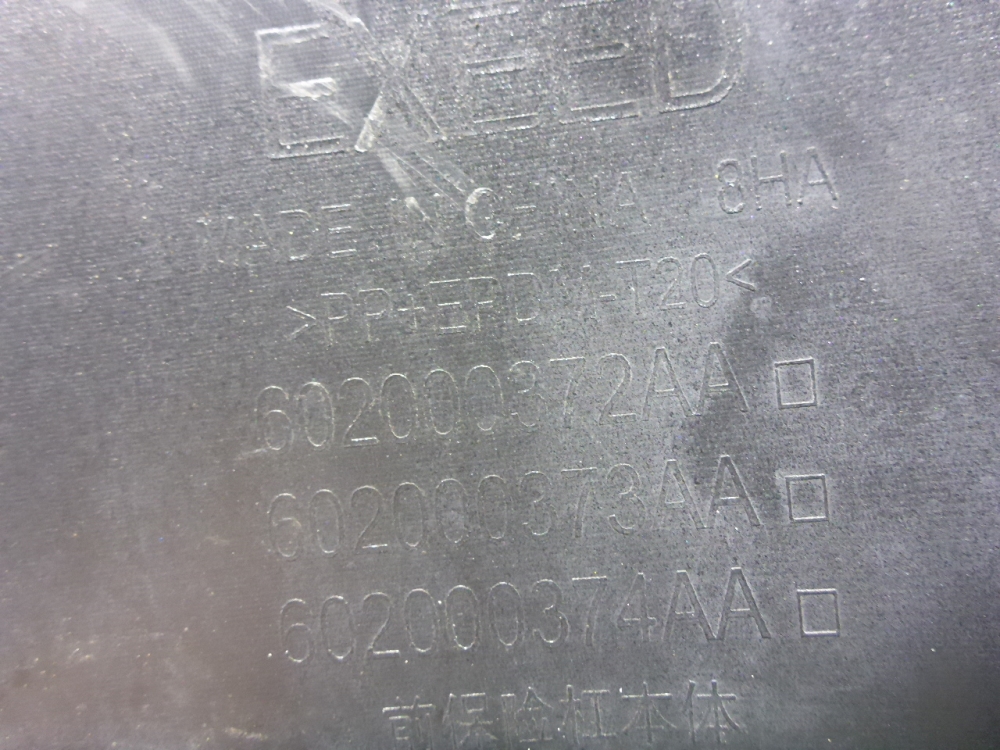 EXEED
MADE IN CHINA 8HA
>PP+EPDM-T20<
602000372AA □
602000373AA □
602000374AA □
前保险杠本体